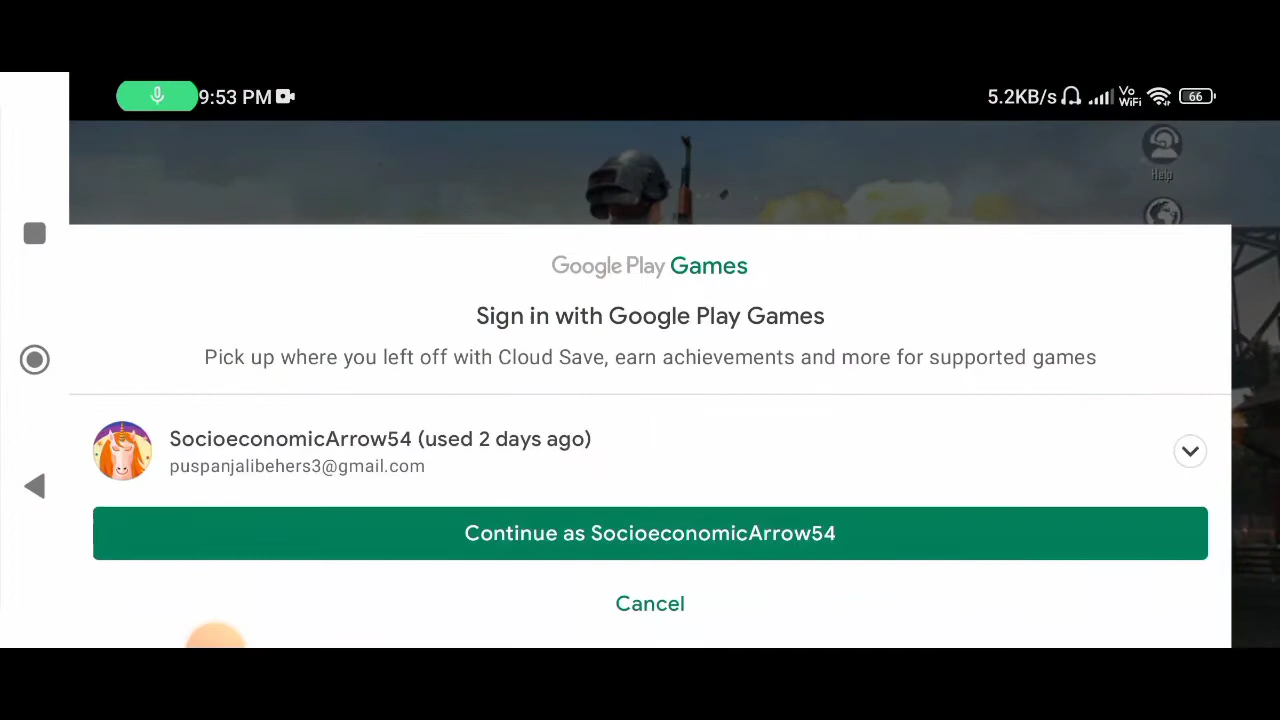 9:53 PM 5.2KB/s Vo WiFi 66
Help
Google Play Games
Sign in with Google Play Games
Pick up where you left off with Cloud Save, earn achievements and more for supported games
SocioeconomicArrow54 (used 2 days ago)
puspanjalibehers3@gmail.com
Continue as SocioeconomicArrow54
Cancel